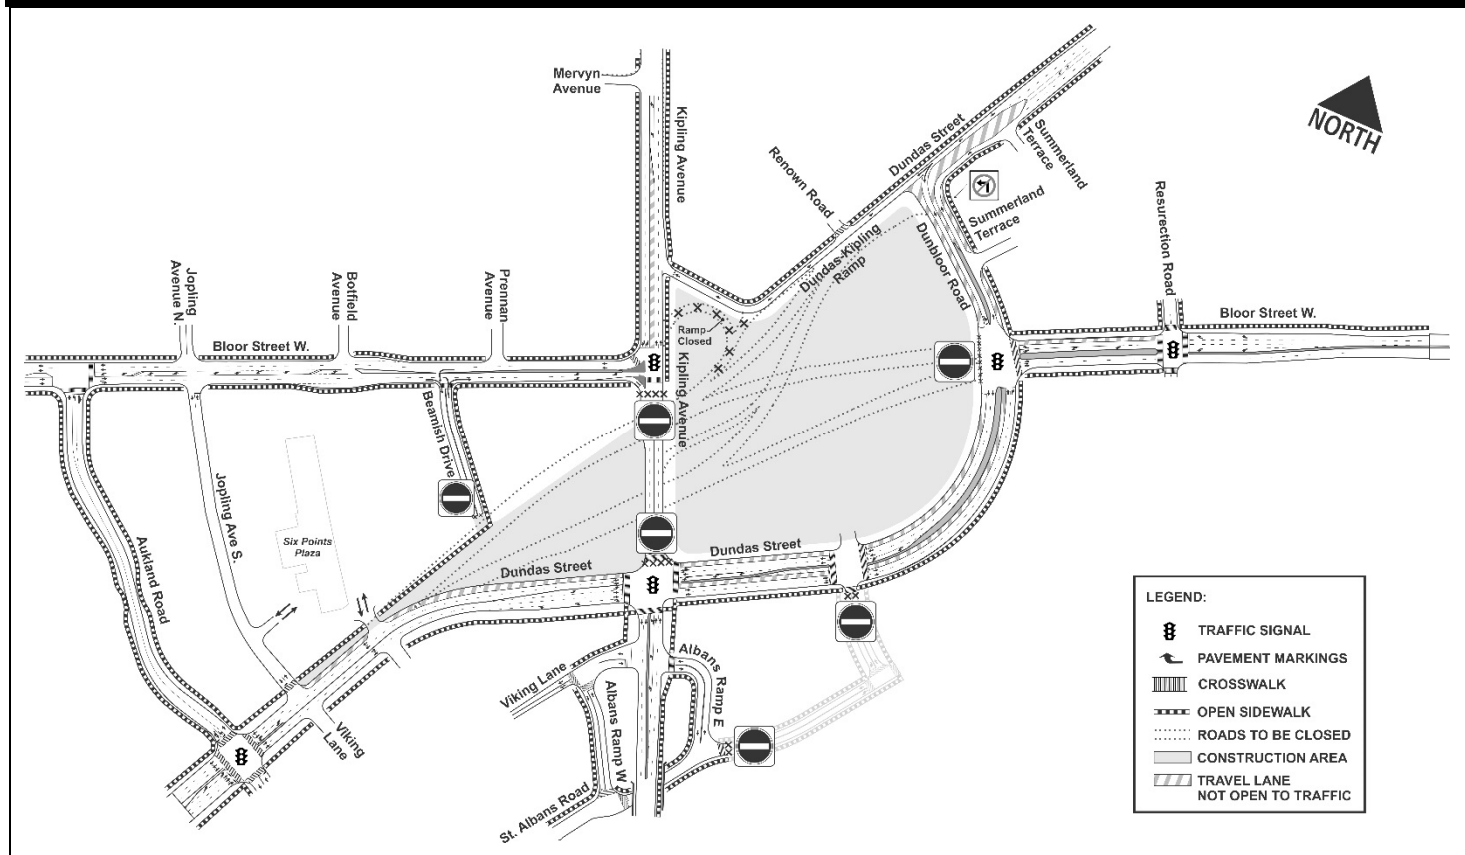 Mervyn
Avenue
Kipling Avenue
Dundas Street
Summerland
Terrace
NORTH
Renown Road
Summerland
Terrace
Resurection Road
Dundas-Kipling
Ramp
Dunbloor Road
Jopling
Avenue N.
Botfield
Avenue
Prennan
Avenue
Bloor Street W.
Ramp
Closed
Bloor Street W.
Kipling Avenue
Beamish Drive
Jopling Ave S.
Six Points
Plaza
Aukland Road
Dundas Street
Dundas Street
Viking Lane
Albans Ramp E
Albans Ramp W
Viking
Lane
St. Albans Road
LEGEND:
TRAFFIC SIGNAL
PAVEMENT MARKINGS
CROSSWALK
OPEN SIDEWALK
ROADS TO BE CLOSED
CONSTRUCTION AREA
TRAVEL LANE
NOT OPEN TO TRAFFIC